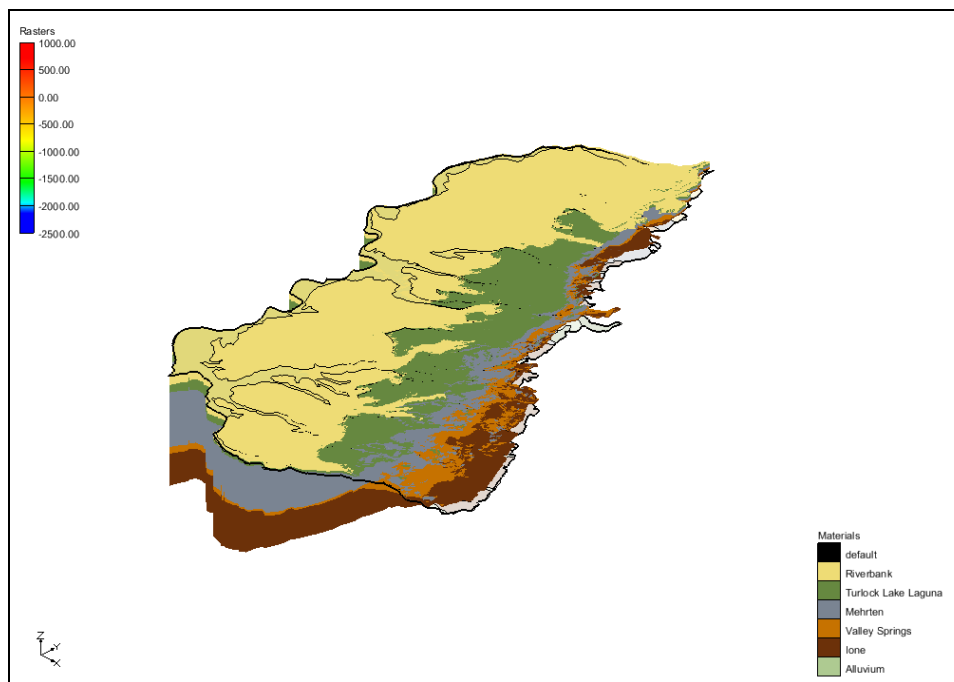 Rasters
1000.00
500.00
0.00
-500.00
-1000.00
-1500.00
-2000.00
-2500.00
Z
Y
X
Materials
default
Riverbank
Turlock Lake Laguna
Mehrten
Valley Springs
Ione
Alluvium